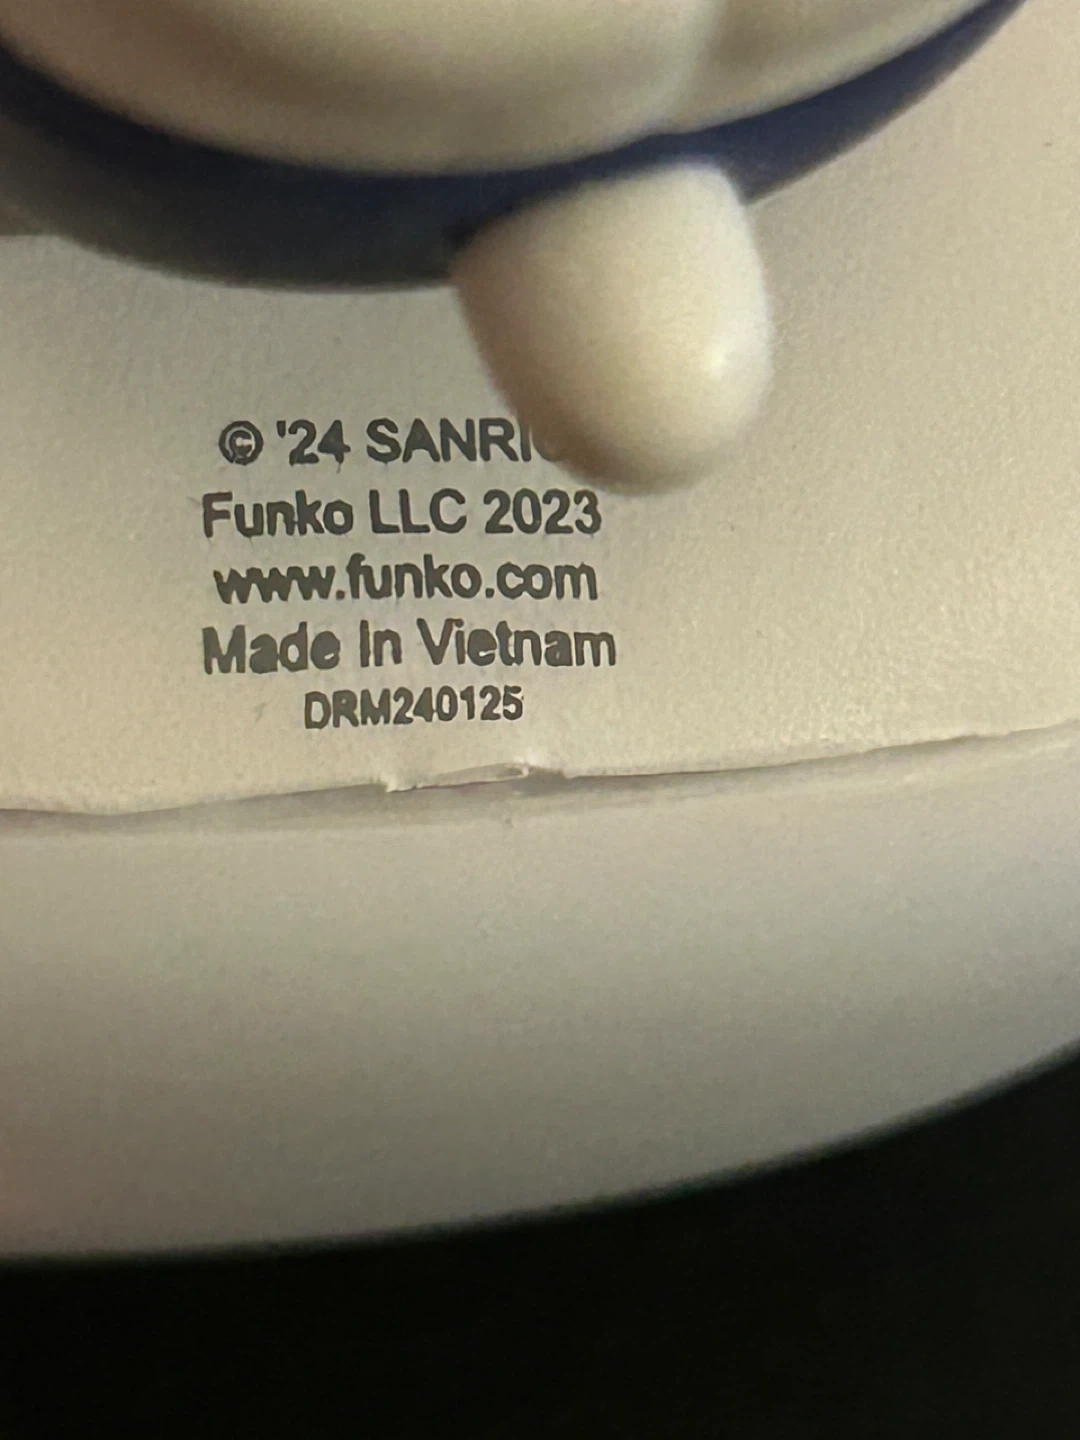 © '24 SANRI
Funko LLC 2023
www.funko.com
Made In Vietnam
DRM240125